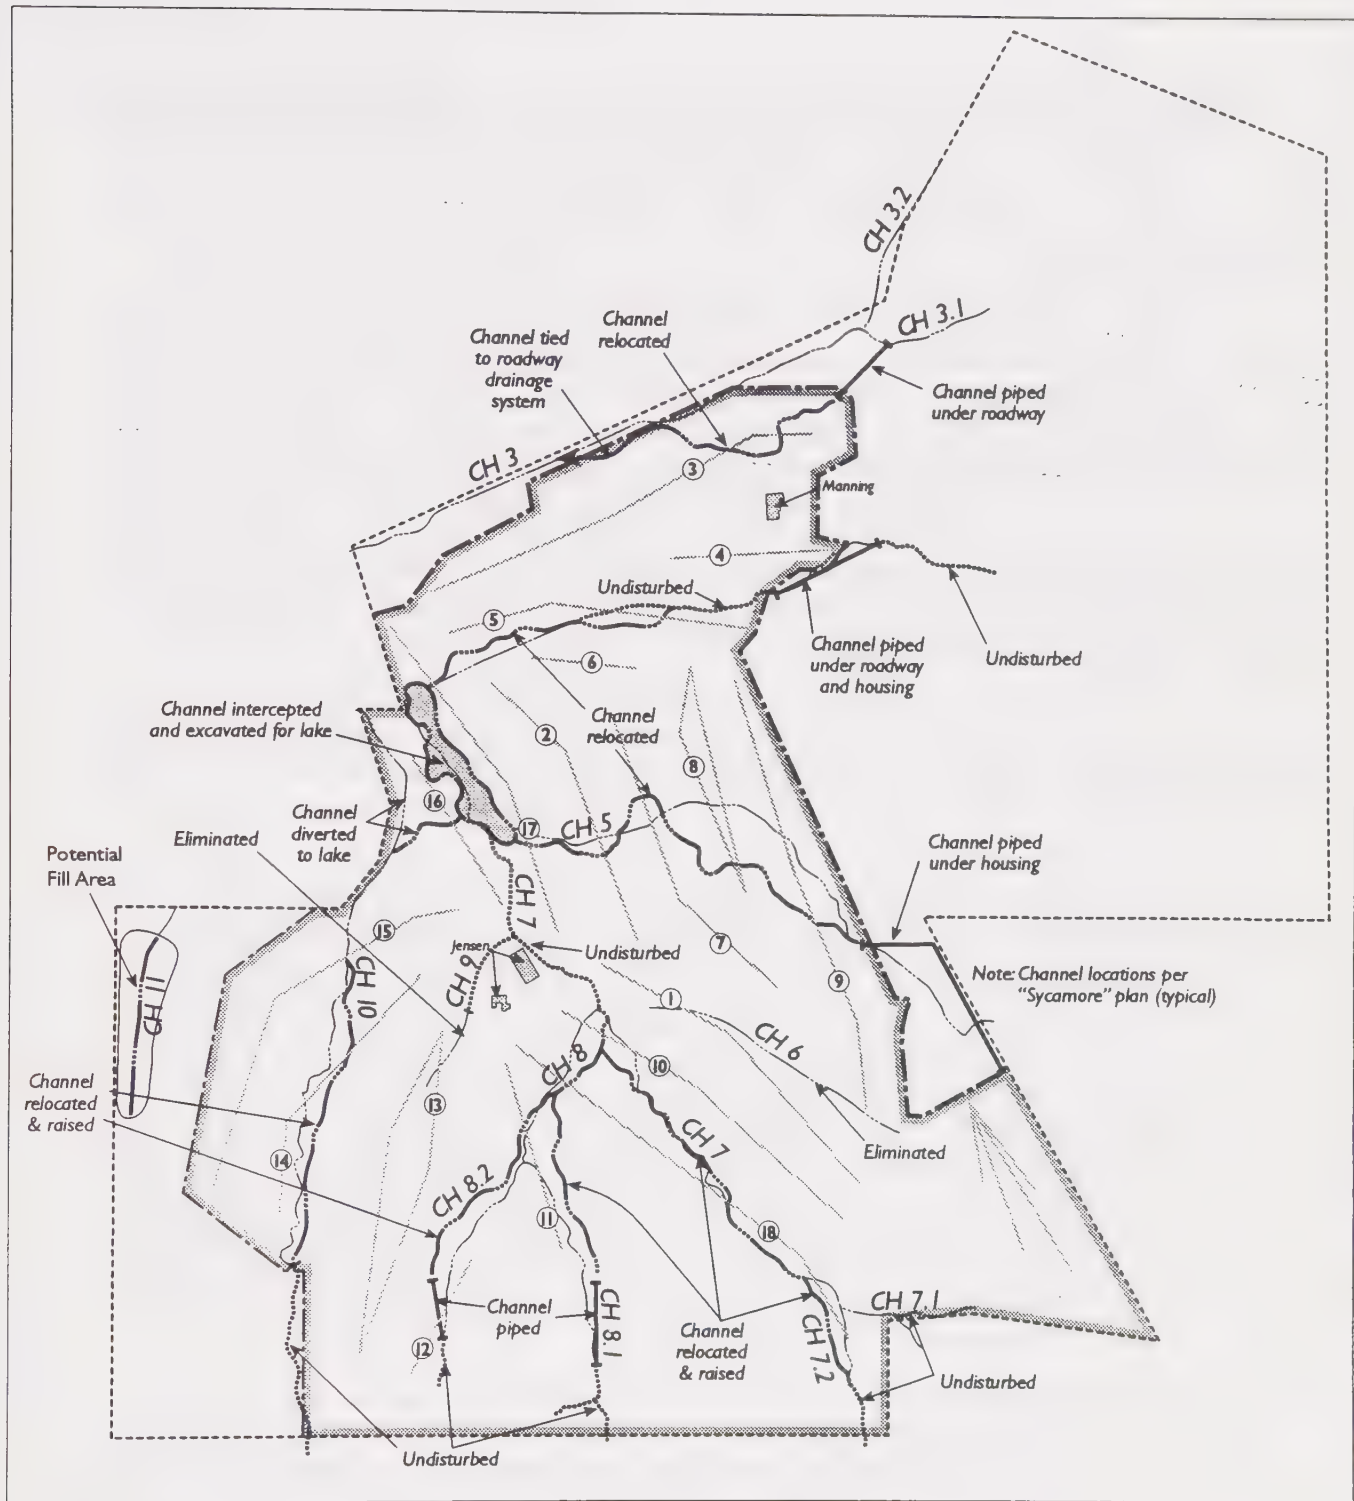 CH 3.2
CH 3.1
Channel
relocated
Channel tied
to roadway
drainage
system
Channel piped
under roadway
CH 3
3
Manning
4
Undisturbed
5
6
Channel piped
under roadway
and housing
Undisturbed
Channel intercepted
and excavated for lake
2
Channel
relocated
8
16
Channel
diverted
to lake
17
CH 5
Eliminated
Channel piped
under housing
Potential
Fill Area
CH 7
15
Jensen
Undisturbed
7
9
Note: Channel locations per
"Sycamore" plan (typical)
CH 9
CH 10
CH 11
1
CH 6
10
CH 8
Channel
relocated
& raised
13
CH 7
Eliminated
14
CH 8.2
11
18
Channel
piped
CH 8.1
CH 7.1
Channel
relocated
& raised
CH 7.2
12
Undisturbed
Undisturbed